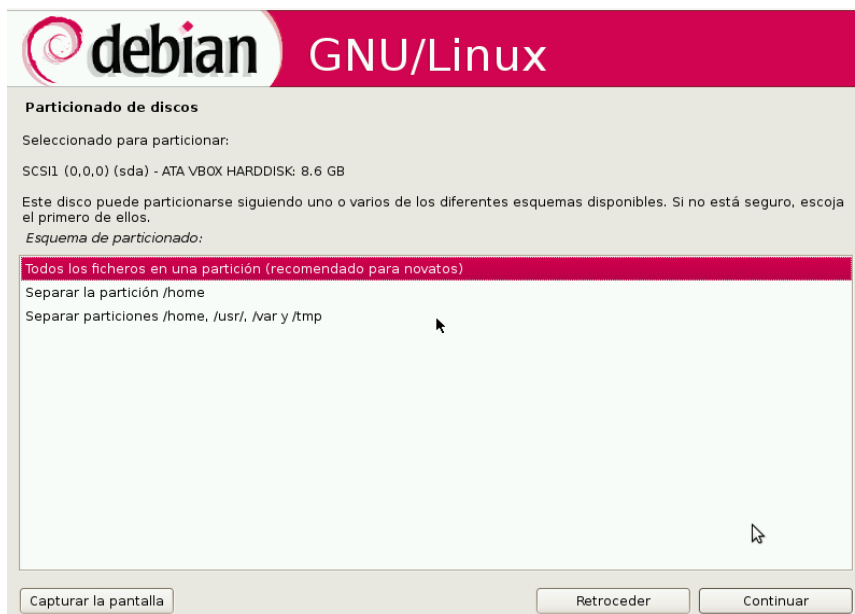 debian GNU/Linux
Particionado de discos
Seleccionado para particionar:
SCSI1 (0,0,0) (sda) - ATA VBOX HARDDISK: 8.6 GB
Este disco puede particionarse siguiendo uno o varios de los diferentes esquemas disponibles. Si no está seguro, escoja
el primero de ellos.
Esquema de particionado:
Todos los ficheros en una partición (recomendado para novatos)
Separar la partición /home
Separar particiones /home, /usr/, /var y /tmp
Capturar la pantalla
Retroceder
Continuar